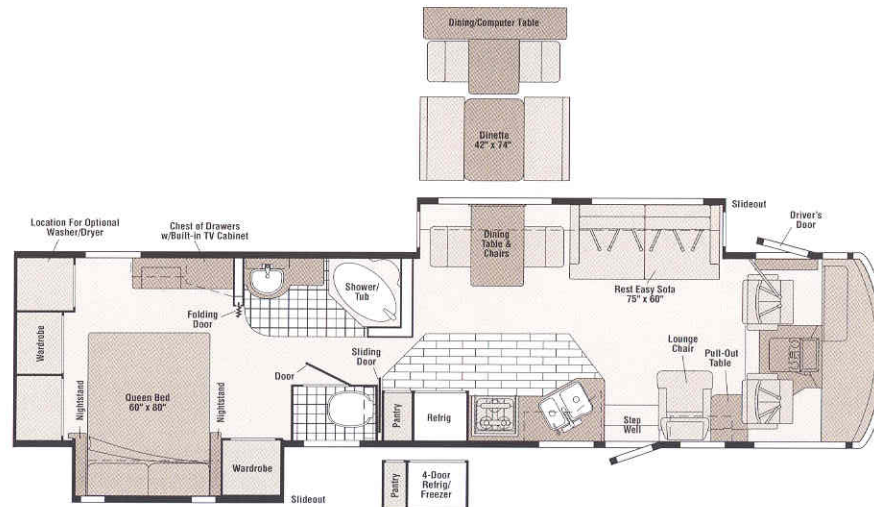 Dining/Computer Table
Dinette
42" x 74"
Slideout
Driver's
Door
Location For Optional
Washer/Dryer
Chest of Drawers
w/Built-in TV Cabinet
Dining
Table &
Chairs
Shower/
Tub
Rest Easy Sofa
75" x 60"
Folding
Door
Wardrobe
Sliding
Door
Lounge
Chair
Pull-Out
Table
Door
Nightstand
Queen Bed
60" x 80"
Nightstand
Pantry
Refrig
Step
Well
Wardrobe
Pantry
4-Door
Refrig/
Freezer
Slideout